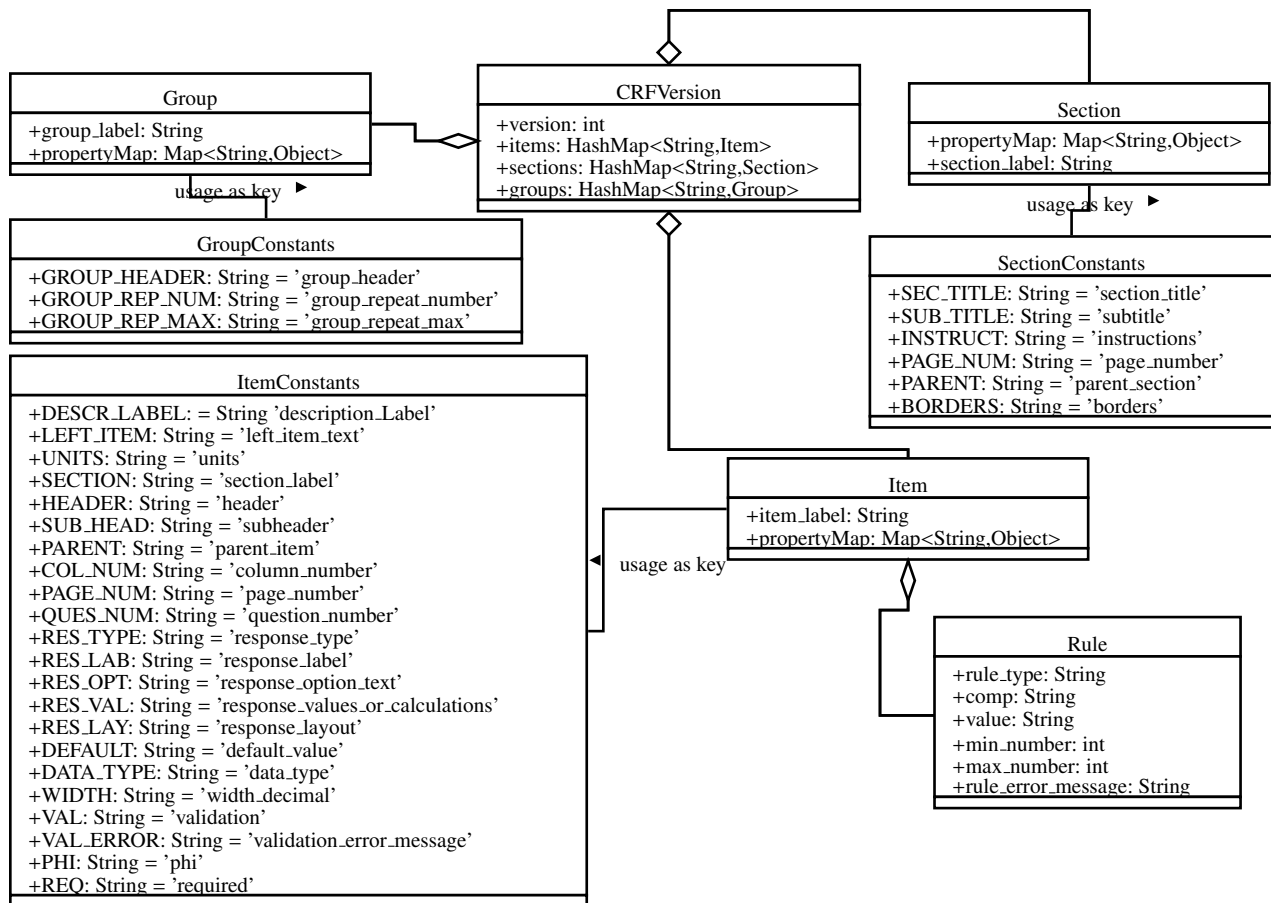 Group
+group_label: String
+propertyMap: Map<String,Object>
usage as key
CRFVersion
+version: int
+items: HashMap<String,Item>
+sections: HashMap<String,Section>
+groups: HashMap<String,Group>
Section
+propertyMap: Map<String,Object>
+section_label: String
usage as key
GroupConstants
+GROUP_HEADER: String = 'group_header'
+GROUP_REP_NUM: String = 'group_repeat_number'
+GROUP_REP_MAX: String = 'group_repeat_max'
SectionConstants
+SEC_TITLE: String = 'section_title'
+SUB_TITLE: String = 'subtitle'
+INSTRUCT: String = 'instructions'
+PAGE_NUM: String = 'page_number'
+PARENT: String = 'parent_section'
+BORDERS: String = 'borders'
ItemConstants
+DESCR_LABEL: = String 'description_Label'
+LEFT_ITEM: String = 'left_item_text'
+UNITS: String = 'units'
+SECTION: String = 'section_label'
+HEADER: String = 'header'
+SUB_HEAD: String = 'subheader'
+PARENT: String = 'parent_item'
+COL_NUM: String = 'column_number'
+PAGE_NUM: String = 'page_number'
+QUES_NUM: String = 'question_number'
+RES_TYPE: String = 'response_type'
+RES_LAB: String = 'response_label'
+RES_OPT: String = 'response_option_text'
+RES_VAL: String = 'response_values_or_calculations'
+RES_LAY: String = 'response_layout'
+DEFAULT: String = 'default_value'
+DATA_TYPE: String = 'data_type'
+WIDTH: String = 'width_decimal'
+VAL: String = 'validation'
+VAL_ERROR: String = 'validation_error_message'
+PHI: String = 'phi'
+REQ: String = 'required'
usage as key
Item
+item_label: String
+propertyMap: Map<String,Object>
Rule
+rule_type: String
+comp: String
+value: String
+min_number: int
+max_number: int
+rule_error_message: String